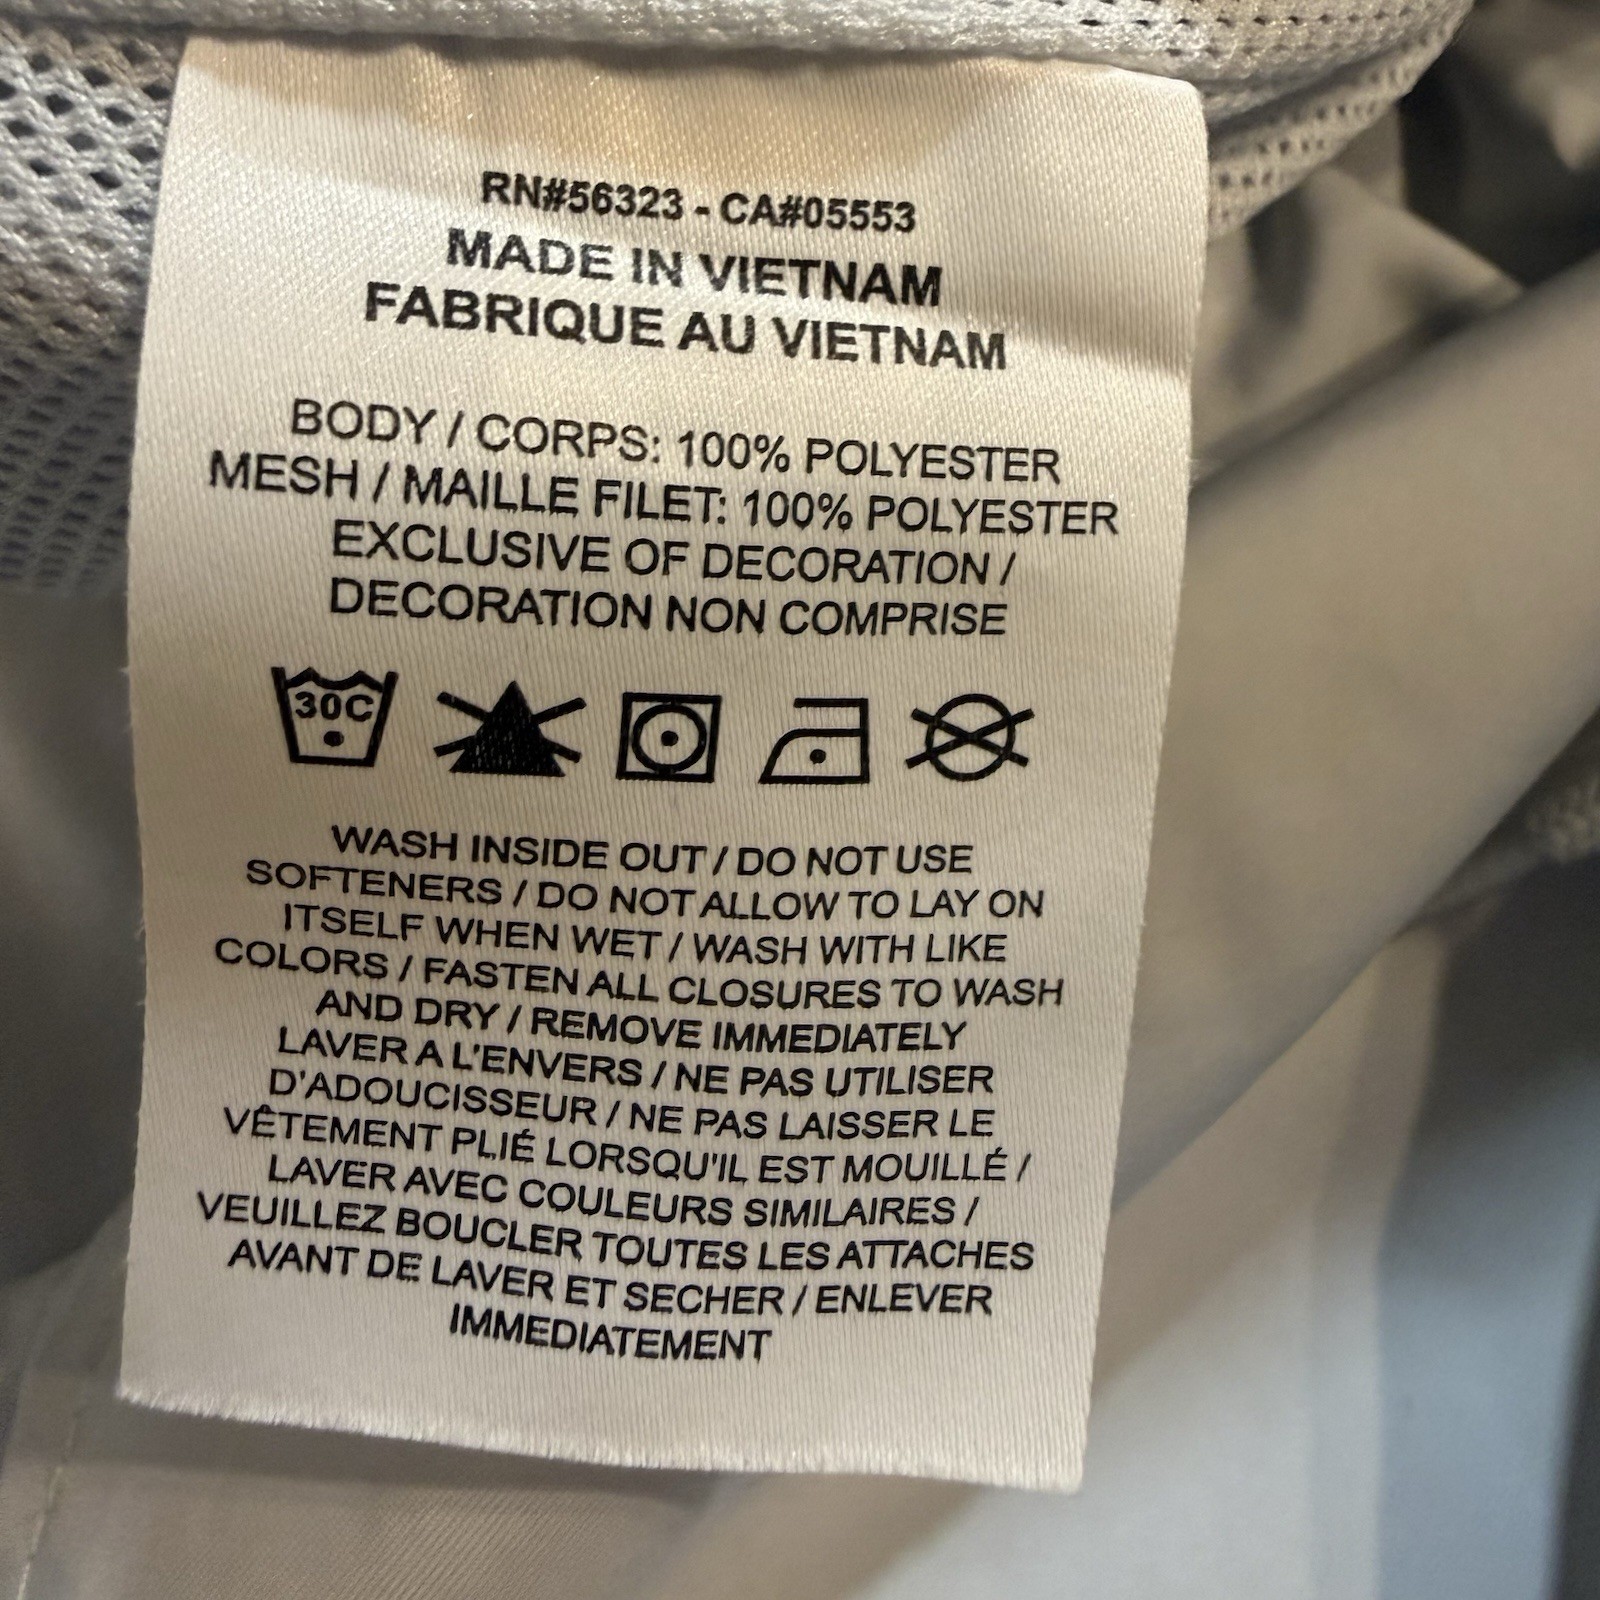 RN#56323 - CA#05553
MADE IN VIETNAM
FABRIQUE AU VIETNAM
BODY / CORPS: 100% POLYESTER
MESH / MAILLE FILET: 100% POLYESTER
EXCLUSIVE OF DECORATION /
DECORATION NON COMPRISE
30C
WASH INSIDE OUT / DO NOT USE
SOFTENERS / DO NOT ALLOW TO LAY ON
ITSELF WHEN WET / WASH WITH LIKE
COLORS / FASTEN ALL CLOSURES TO WASH
AND DRY / REMOVE IMMEDIATELY
LAVER A L'ENVERS / NE PAS UTILISER
D'ADOUCISSEUR / NE PAS LAISSER LE
VÊTEMENT PLIÉ LORSQU'IL EST MOUILLÉ /
LAVER AVEC COULEURS SIMILAIRES /
VEUILLEZ BOUCLER TOUTES LES ATTACHES
AVANT DE LAVER ET SECHER / ENLEVER
IMMEDIATEMENT